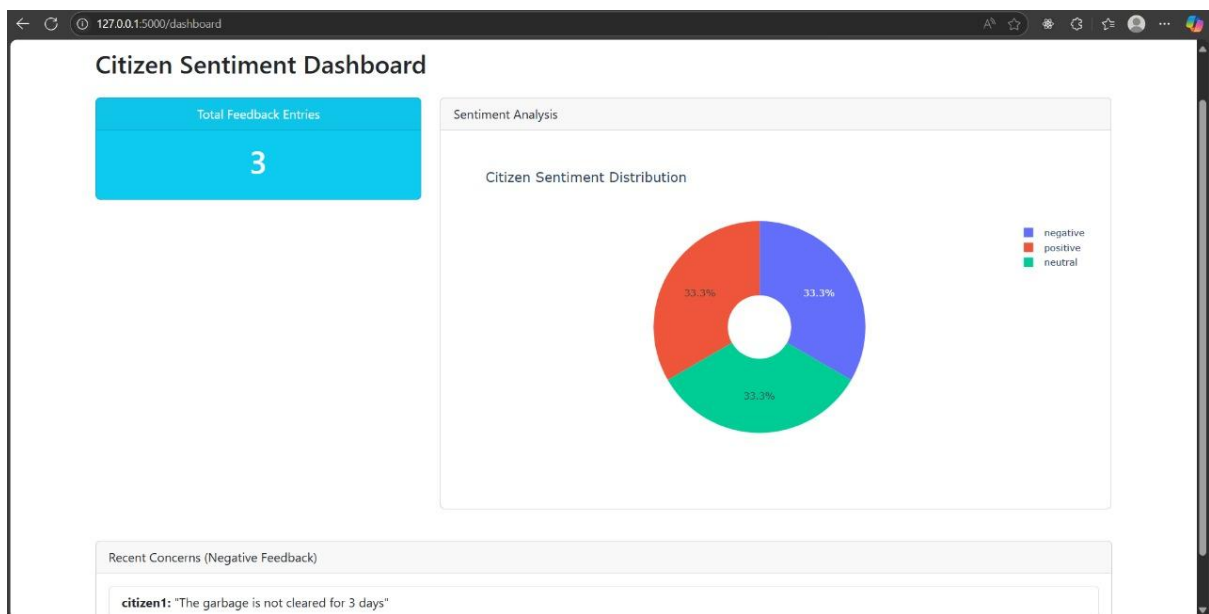 127.0.0.1:5000/dashboard
Citizen Sentiment Dashboard
Total Feedback Entries
3
Sentiment Analysis
Citizen Sentiment Distribution
negative
positive
neutral
33.3%
33.3%
33.3%
Recent Concerns (Negative Feedback)
citizen1: "The garbage is not cleared for 3 days"